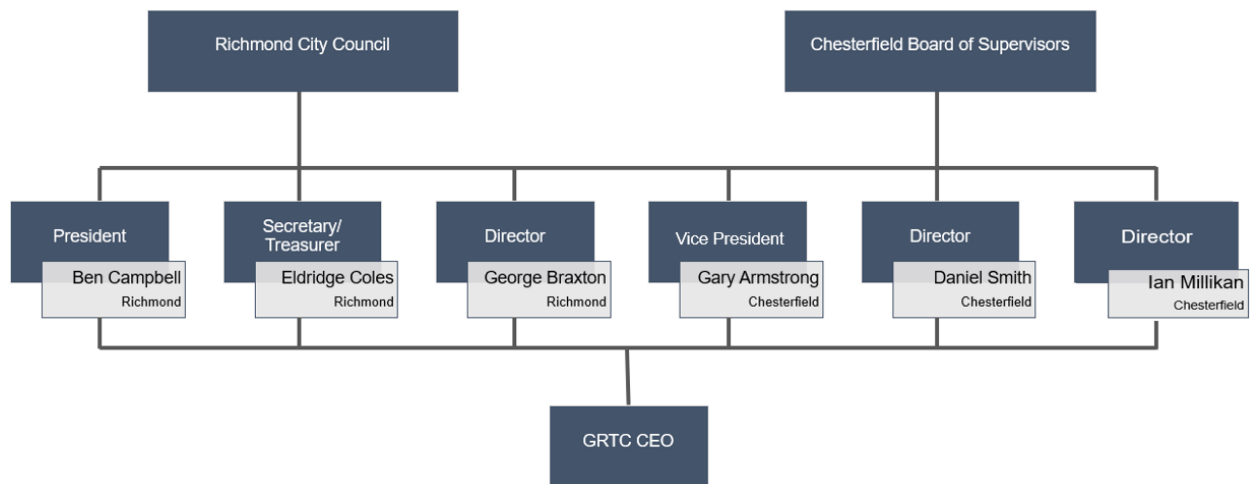 Richmond City Council
Chesterfield Board of Supervisors
President
Ben Campbell
Richmond
Secretary/
Treasurer
Eldridge Coles
Richmond
Director
George Braxton
Richmond
Vice President
Gary Armstrong
Chesterfield
Director
Daniel Smith
Chesterfield
Director
Ian Millikan
Chesterfield
GRTC CEO